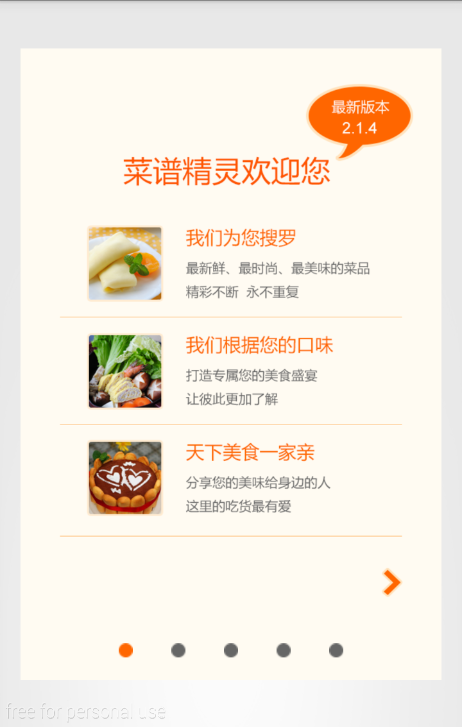 最新版本
2.1.4
菜谱精灵欢迎您
我们为您搜罗
最新鲜、最时尚、最美味的菜品
精彩不断 永不重复
我们根据您的口味
打造专属您的美食盛宴
让彼此更加了解
天下美食一家亲
分享您的美味给身边的人
这里的吃货最有爱
free for personal use